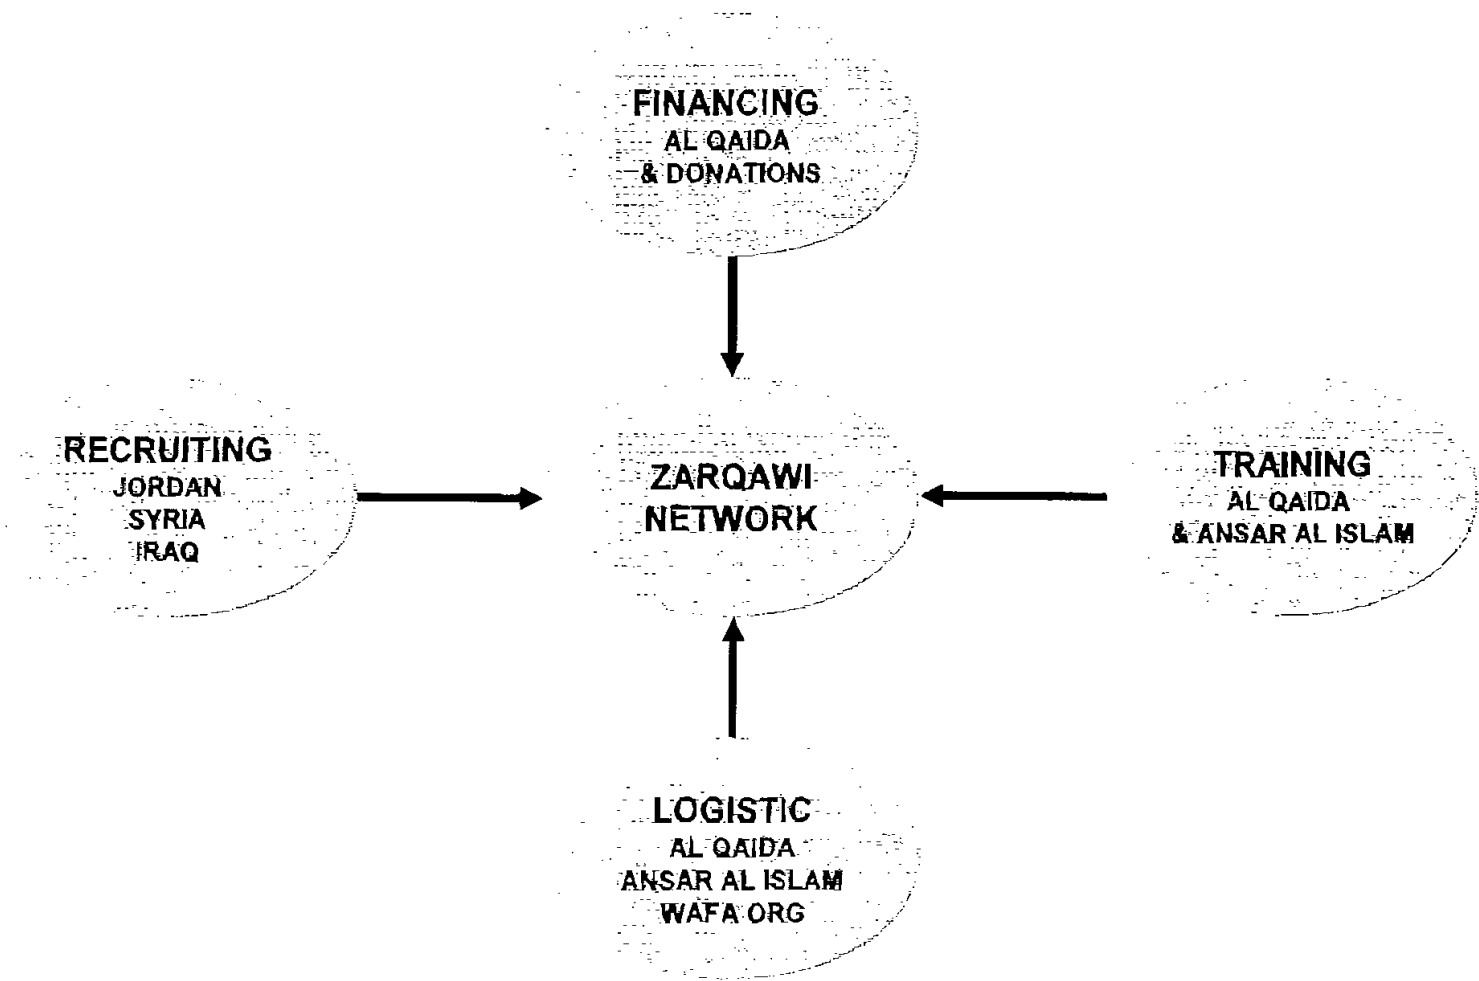 FINANCING
AL QAIDA
& DONATIONS
RECRUITING
JORDAN
SYRIA
IRAQ
ZARQAWI
NETWORK
TRAINING
AL QAIDA
& ANSAR AL ISLAM
LOGISTIC
AL QAIDA
ANSAR AL ISLAM
WAFA ORG